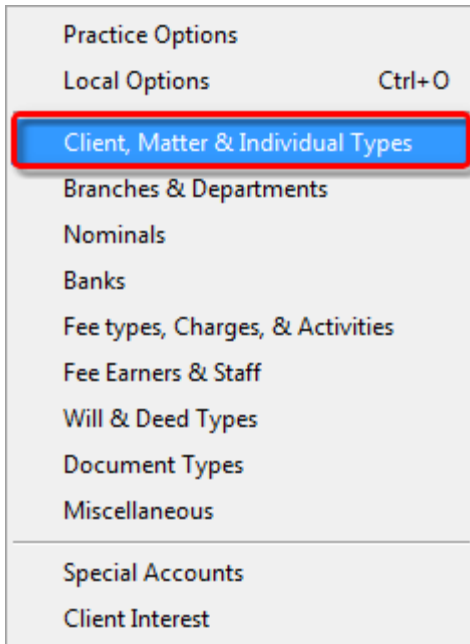 Practice Options
Local Options Ctrl+O
Client, Matter & Individual Types
Branches & Departments
Nominals
Banks
Fee types, Charges, & Activities
Fee Earners & Staff
Will & Deed Types
Document Types
Miscellaneous
Special Accounts
Client Interest